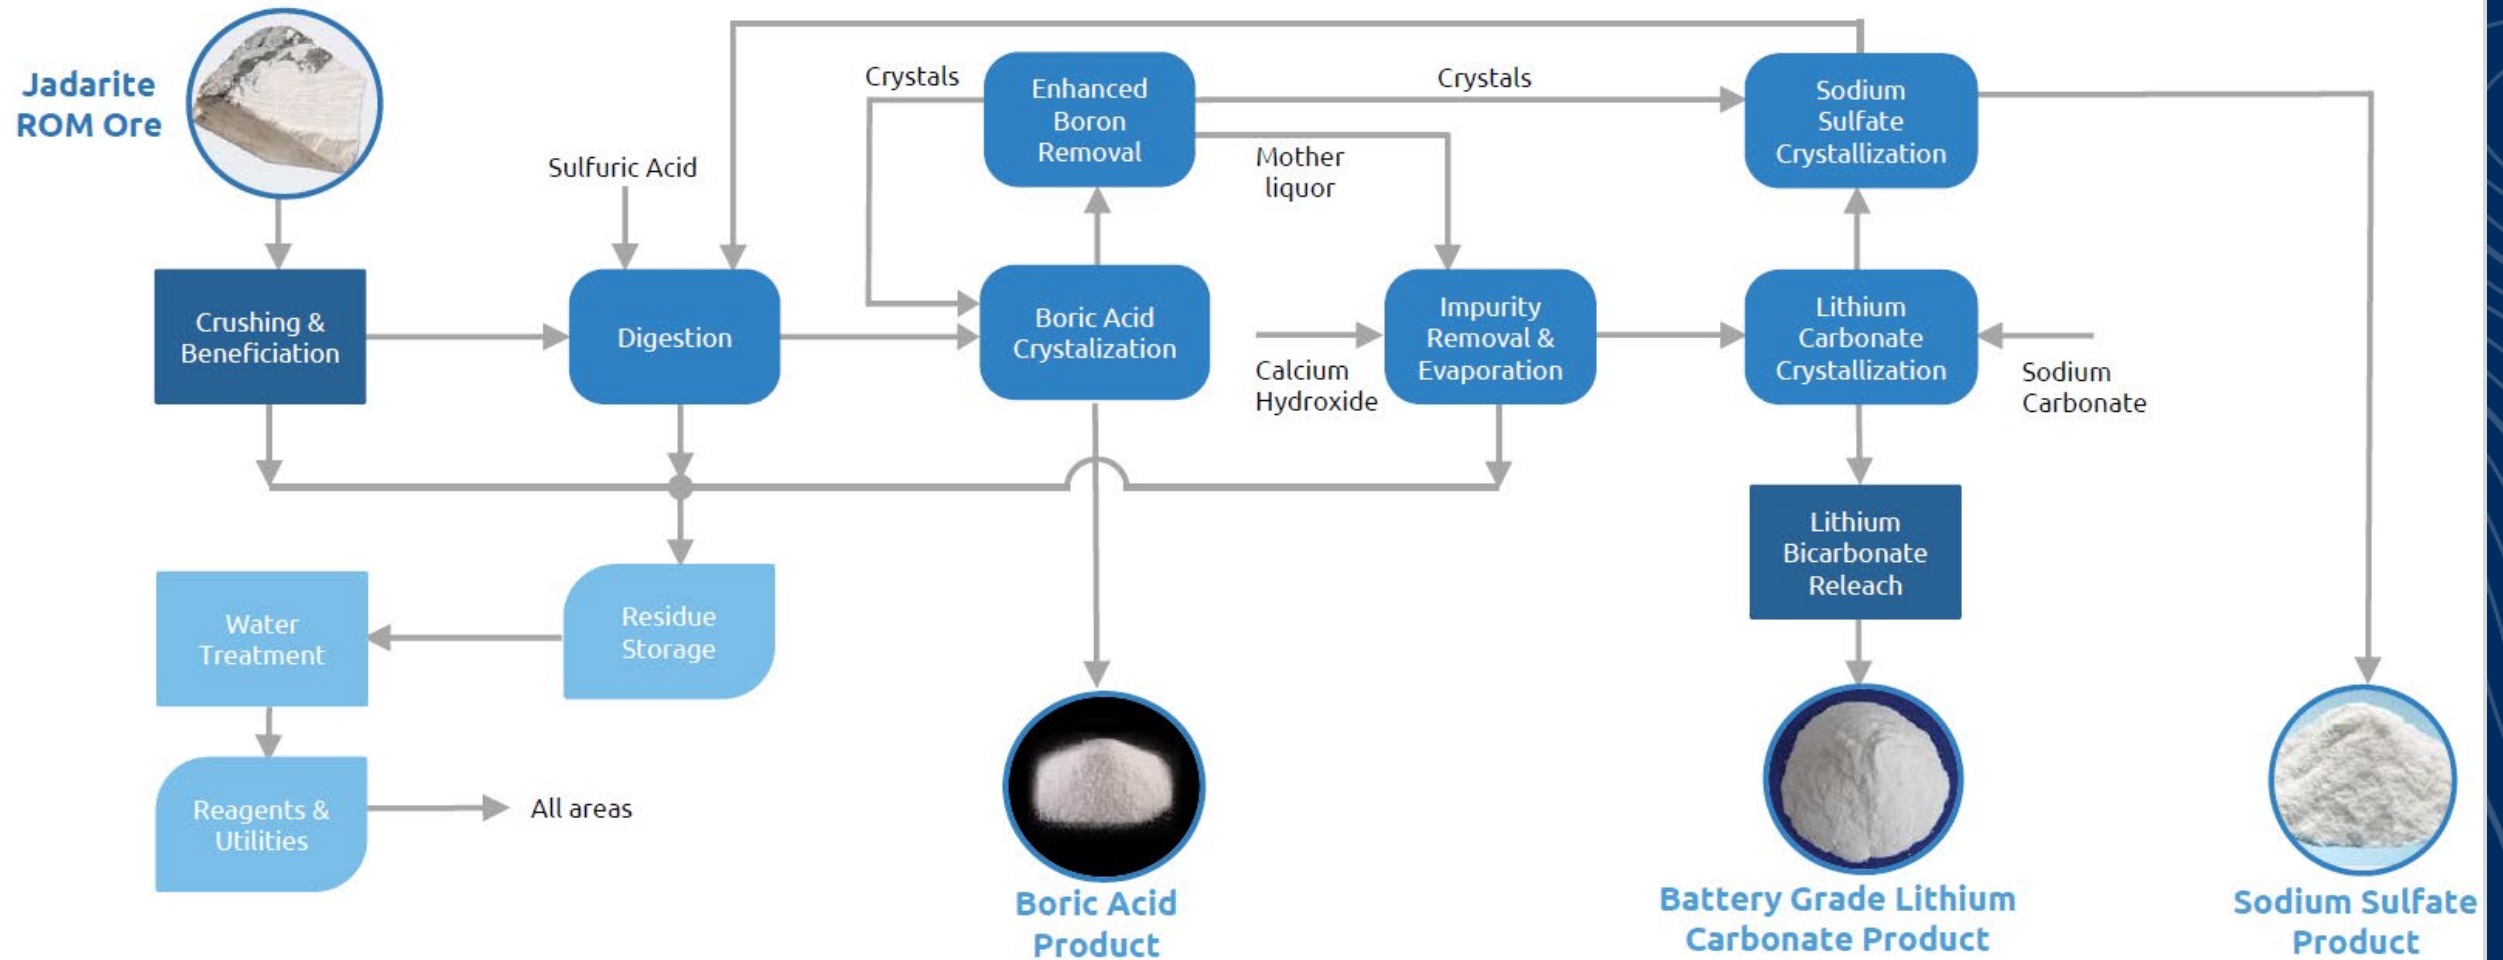 Jadarite
ROM Ore
Crystals
Enhanced
Boron
Removal
Crystals
Sodium
Sulfate
Crystallization
Mother
liquor
Sulfuric Acid
Crushing &
Beneficiation
Digestion
Boric Acid
Crystalization
Calcium
Hydroxide
Impurity
Removal &
Evaporation
Lithium
Carbonate
Crystallization
Sodium
Carbonate
Lithium
Bicarbonate
Releach
Water
Treatment
Residue
Storage
Reagents &
Utilities
All areas
Boric Acid
Product
Battery Grade Lithium
Carbonate Product
Sodium Sulfate
Product